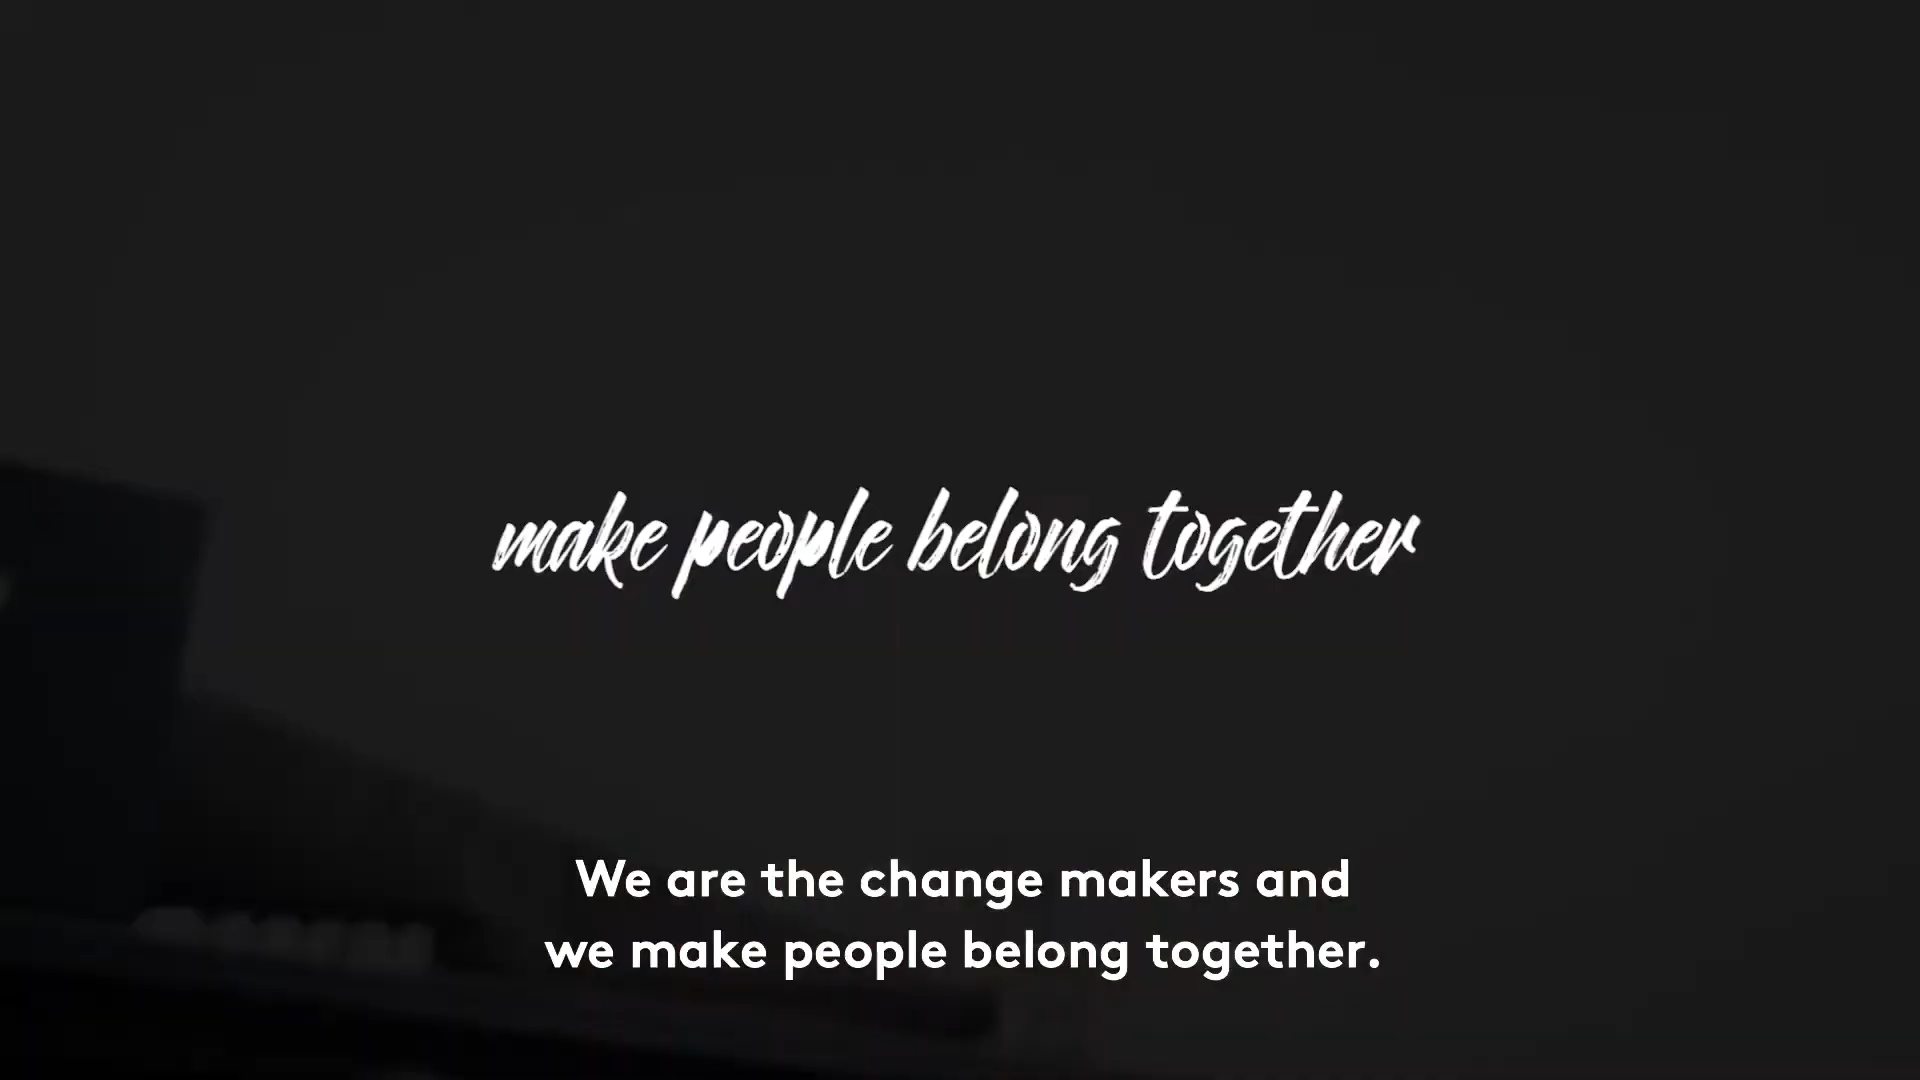 make people belong together
We are the change makers and
we make people belong together.